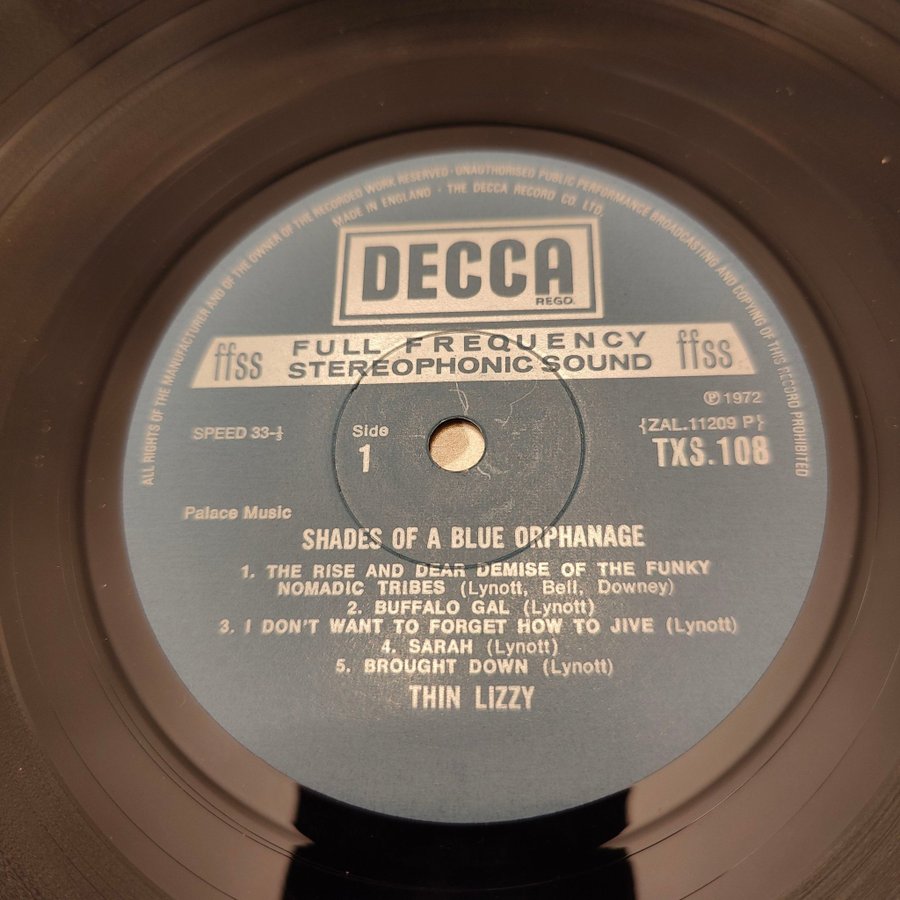 ALL RIGHTS OF THE MANUFACTURER AND OF THE OWNER OF THE RECORDED WORK RESERVED · UNAUTHORISED PUBLIC PERFORMANCE BROADCASTING AND COPYING OF THIS RECORD PROHIBITED
MADE IN ENGLAND · THE DECCA RECORD CO. LTD.
DECCA
REGD.
ffss FULL FREQUENCY ffss
STEREOPHONIC SOUND
℗ 1972
SPEED 33-⅓ Side {ZAL.11209 P}
1 TXS.108
Palace Music
SHADES OF A BLUE ORPHANAGE
1. THE RISE AND DEAR DEMISE OF THE FUNKY
NOMADIC TRIBES (Lynott, Bell, Downey)
2. BUFFALO GAL (Lynott)
3. I DON'T WANT TO FORGET HOW TO JIVE (Lynott)
4. SARAH (Lynott)
5. BROUGHT DOWN (Lynott)
THIN LIZZY